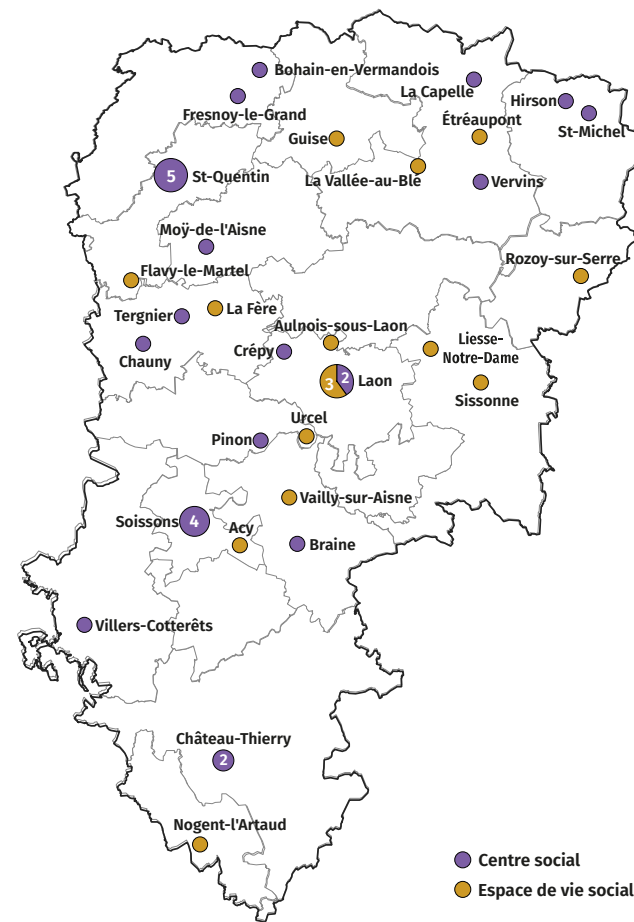 Bohain-en-Vermandois
La Capelle
Hirson
Fresnoy-le-Grand
St-Michel
Étréaupont
Guise
5
St-Quentin
La Vallée-au-Blé
Vervins
Moÿ-de-l'Aisne
Rozoy-sur-Serre
Flavy-le-Martel
La Fère
Tergnier
Aulnois-sous-Laon
Liesse-
Notre-Dame
Chauny
Crépy
3
2
Laon
Sissonne
Urcel
Pinon
Vailly-sur-Aisne
Soissons
4
Acy
Braine
Villers-Cotterêts
Château-Thierry
2
Nogent-l'Artaud
Centre social
Espace de vie social